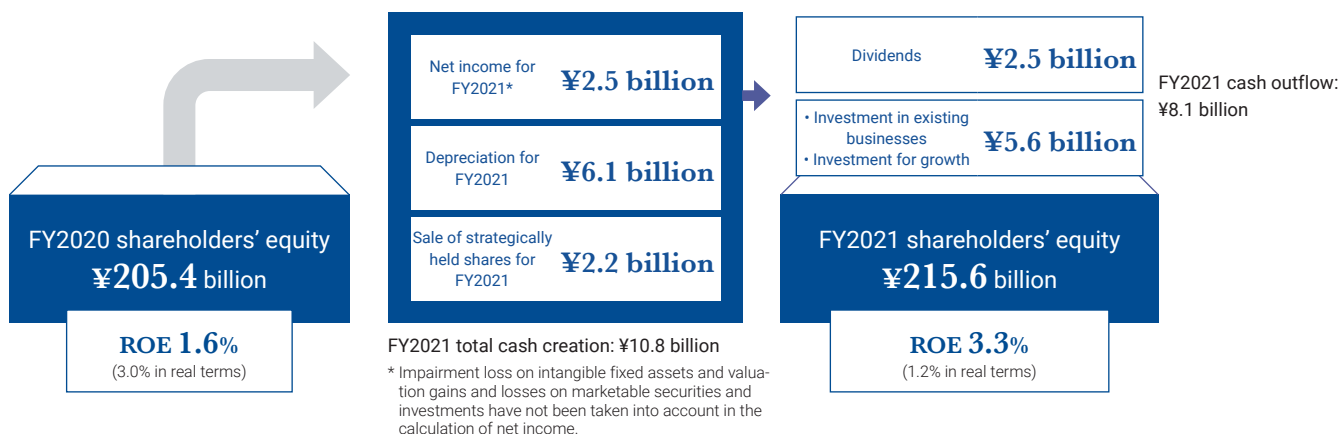 FY2020 shareholders’ equity
¥205.4 billion
ROE 1.6%
(3.0% in real terms)
Net income for
FY2021*
¥2.5 billion
Depreciation for
FY2021
¥6.1 billion
Sale of strategically
held shares for
FY2021
¥2.2 billion
FY2021 total cash creation: ¥10.8 billion
* Impairment loss on intangible fixed assets and valua-
tion gains and losses on marketable securities and
investments have not been taken into account in the
calculation of net income.
Dividends
¥2.5 billion
• Investment in existing
businesses
• Investment for growth
¥5.6 billion
FY2021 cash outflow:
¥8.1 billion
FY2021 shareholders’ equity
¥215.6 billion
ROE 3.3%
(1.2% in real terms)